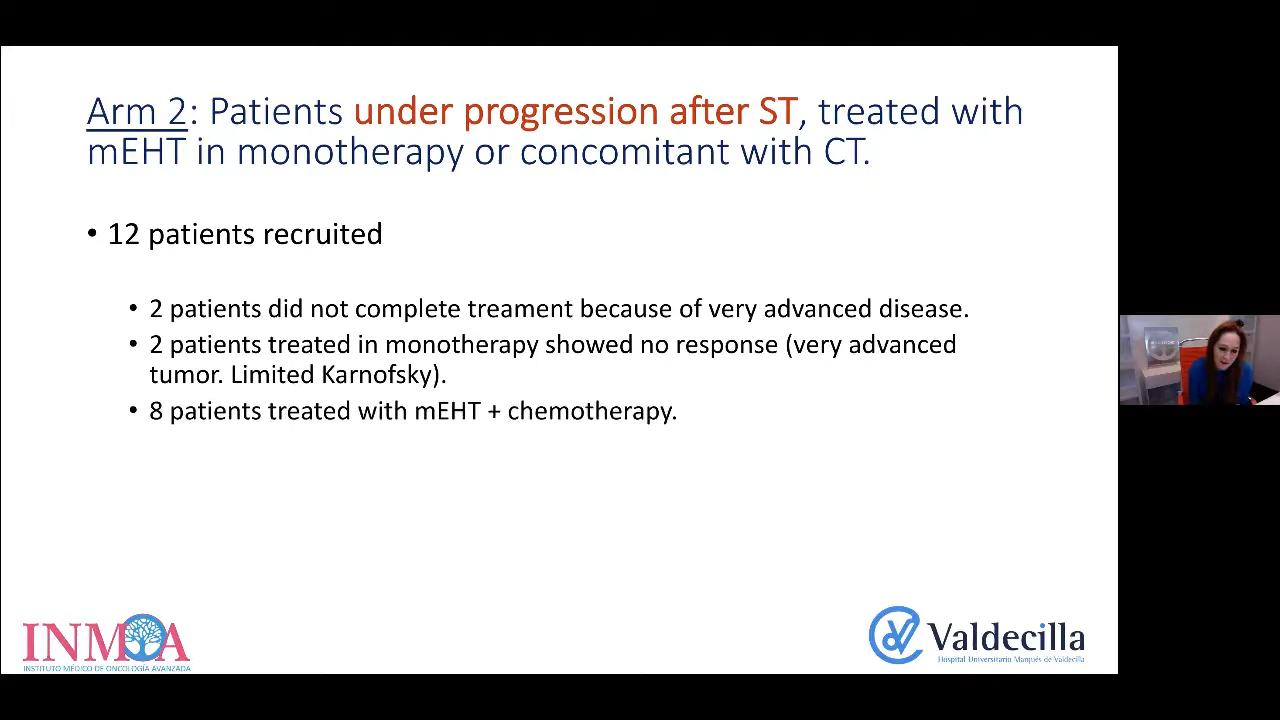 Arm 2: Patients under progression after ST, treated with
mEHT in monotherapy or concomitant with CT.
• 12 patients recruited
• 2 patients did not complete treament because of very advanced disease.
• 2 patients treated in monotherapy showed no response (very advanced
tumor. Limited Karnofsky).
• 8 patients treated with mEHT + chemotherapy.
INMOA
INSTITUTO MÉDICO DE ONCOLOGÍA AVANZADA
Valdecilla
Hospital Universitario Marqués de Valdecilla